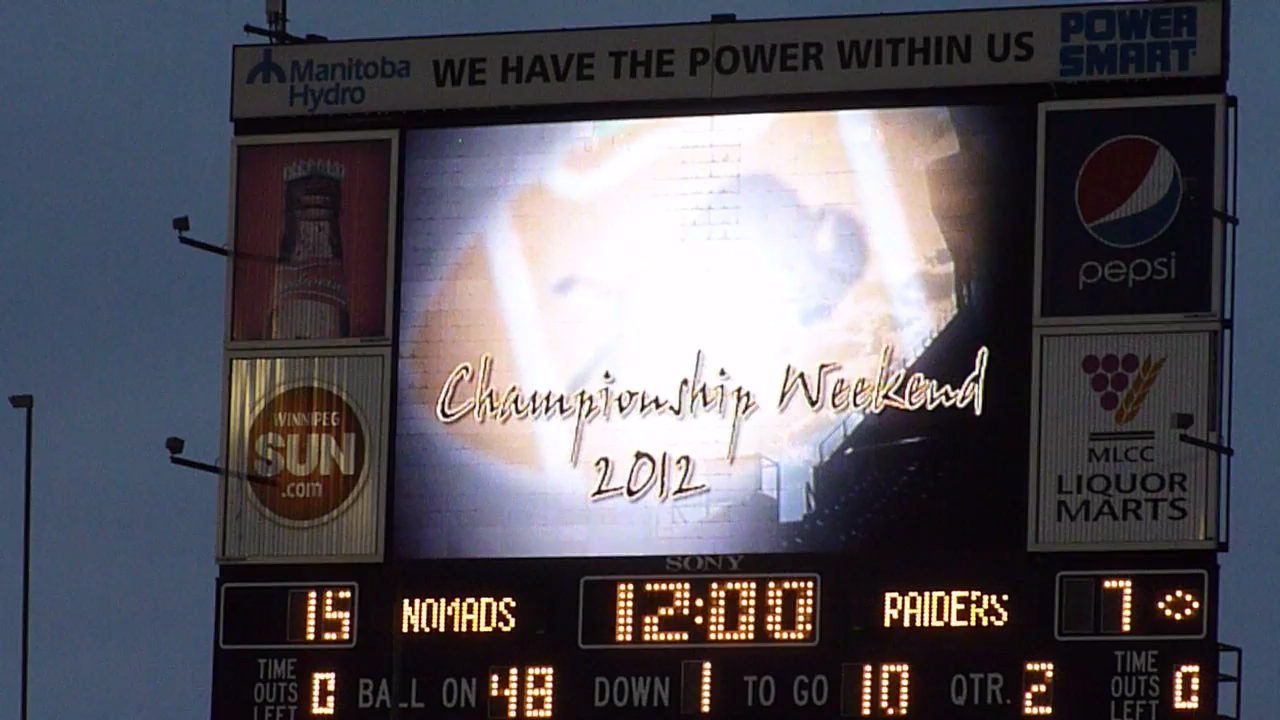 Manitoba
Hydro
WE HAVE THE POWER WITHIN US
POWER
SMART
pepsi
WINNIPEG
SUN
.com
Championship Weekend
2012
MLCC
LIQUOR
MARTS
SONY
15 NOMADS 12:00 RAIDERS 7
TIME
OUTS
LEFT
0 BALL ON 48 DOWN 1 TO GO 10 QTR. 2
TIME
OUTS
LEFT
0